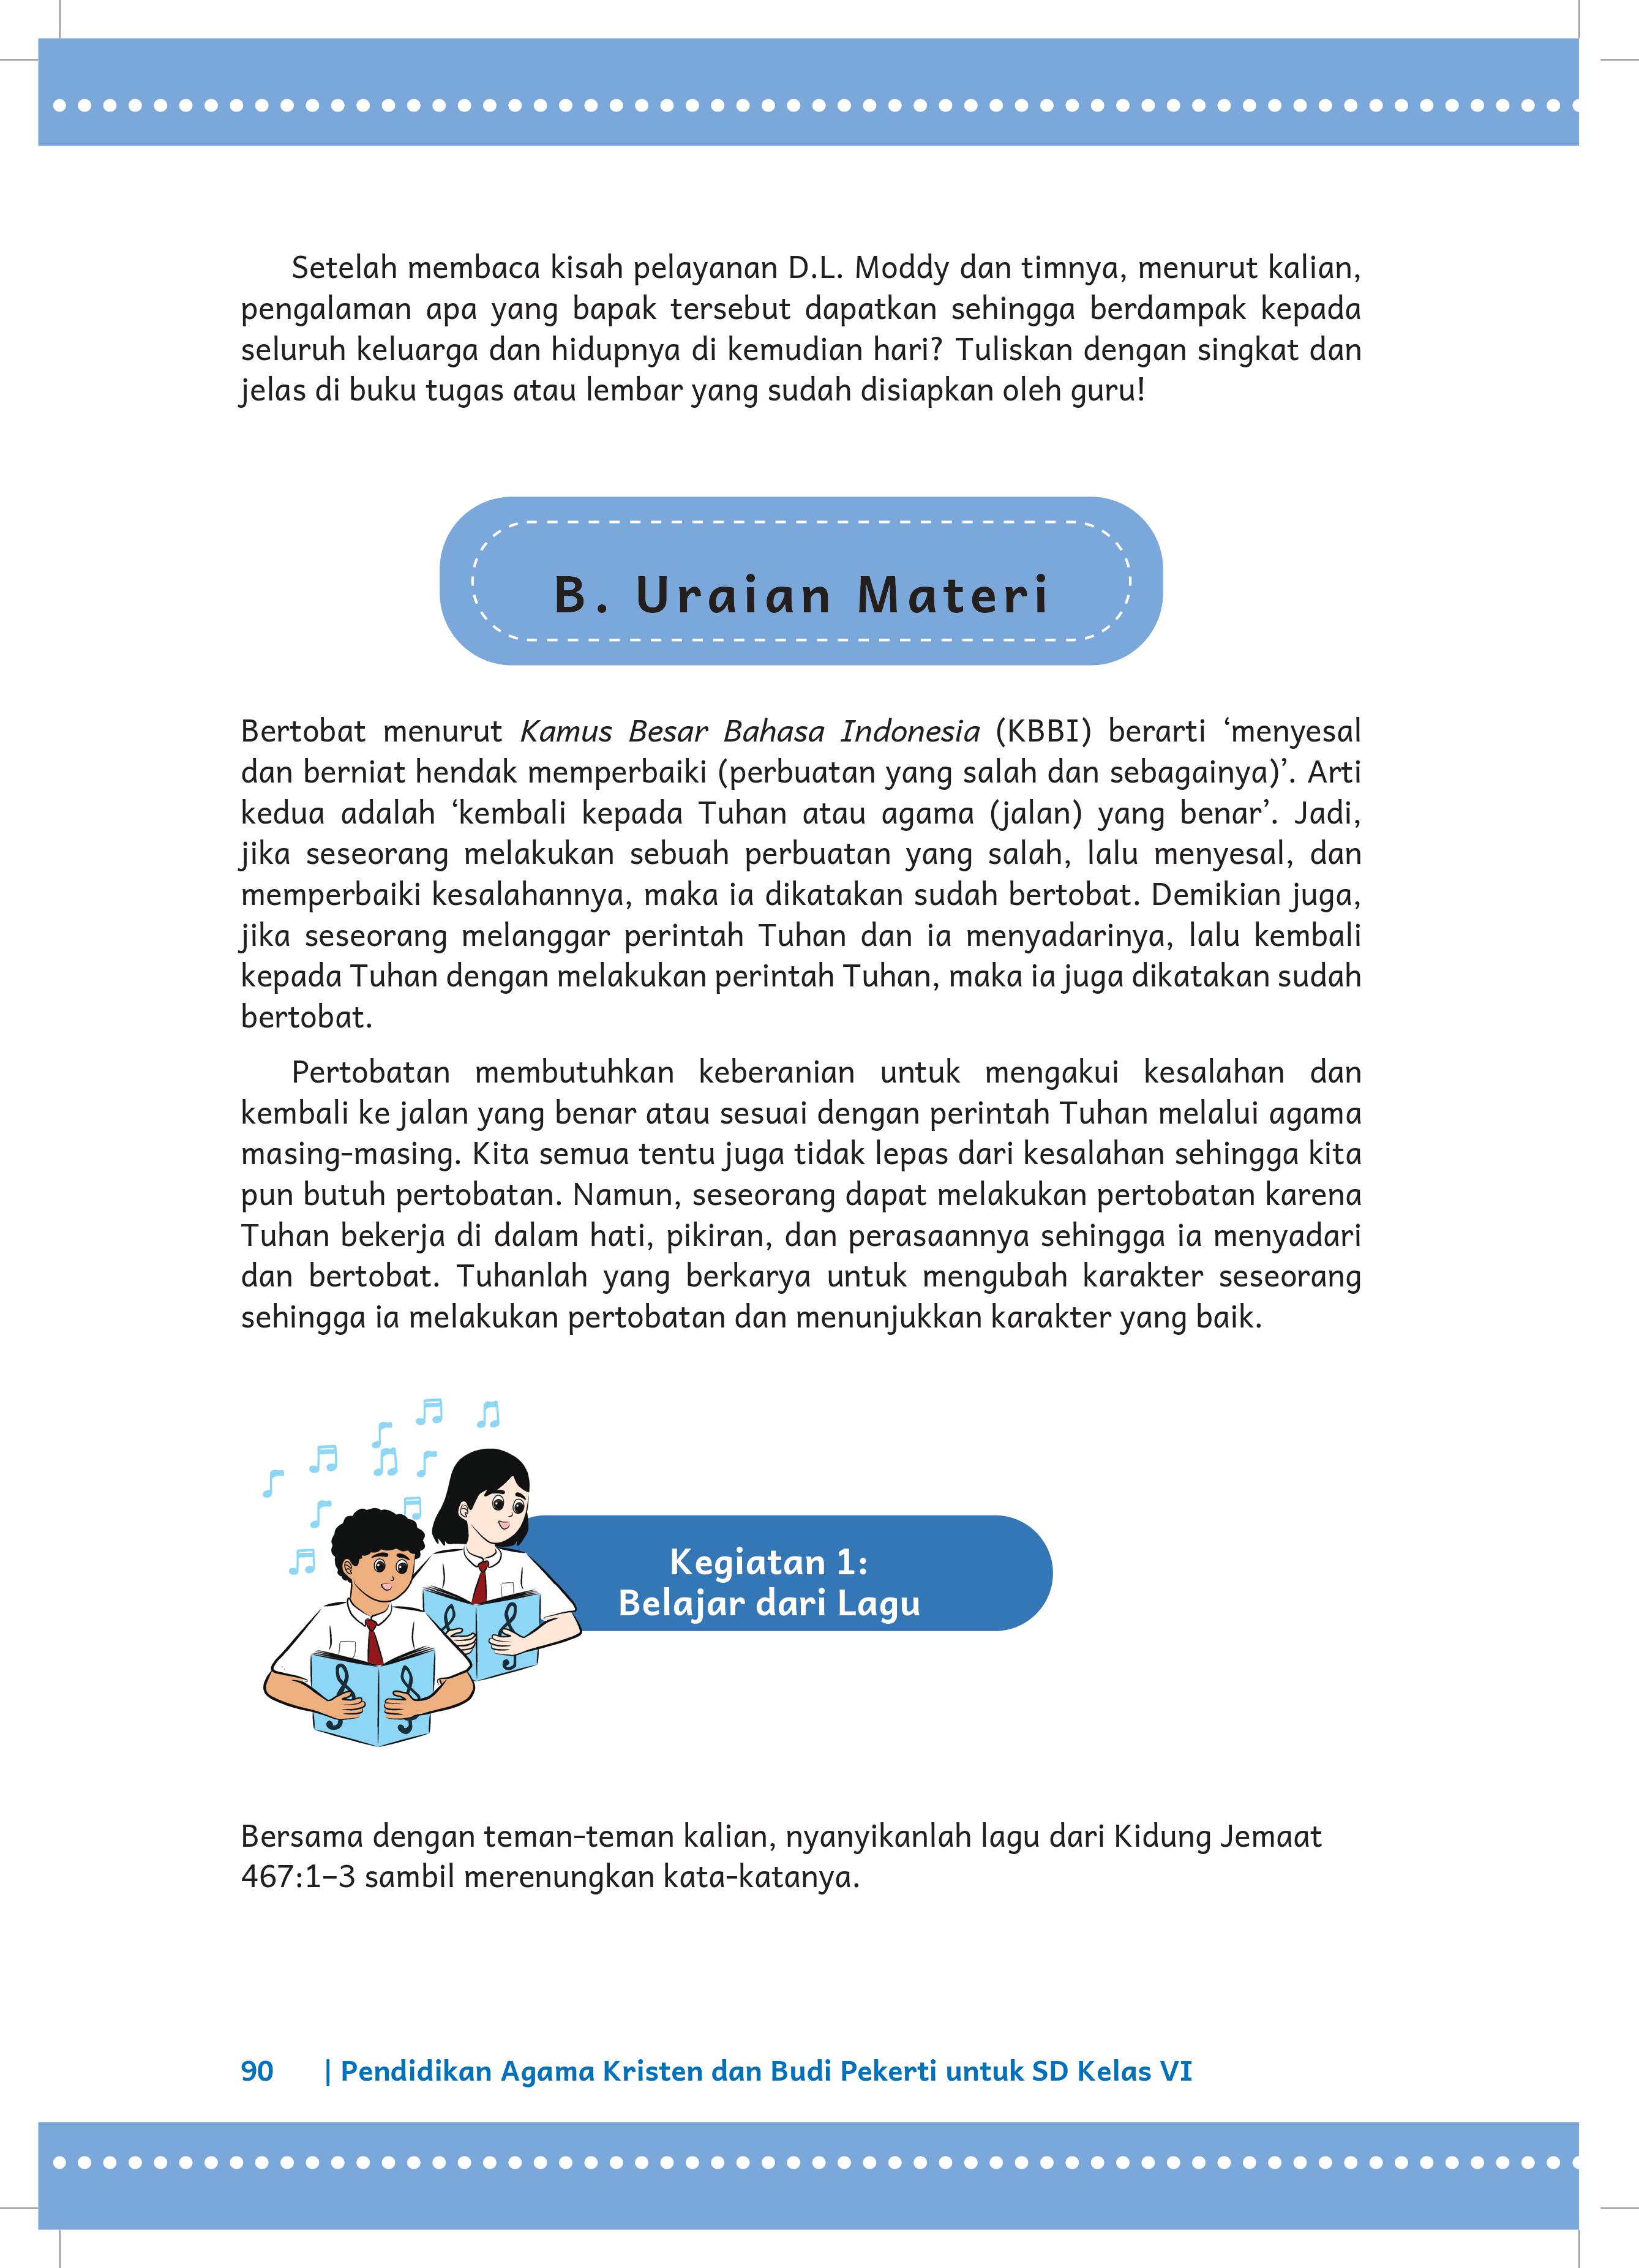 Setelah membaca kisah pelayanan D.L. Moddy dan timnya, menurut kalian,
pengalaman apa yang bapak tersebut dapatkan sehingga berdampak kepada
seluruh keluarga dan hidupnya di kemudian hari? Tuliskan dengan singkat dan
jelas di buku tugas atau lembar yang sudah disiapkan oleh guru!
B. Uraian Materi
Bertobat menurut Kamus Besar Bahasa Indonesia (KBBI) berarti ‘menyesal
dan berniat hendak memperbaiki (perbuatan yang salah dan sebagainya)’. Arti
kedua adalah ‘kembali kepada Tuhan atau agama (jalan) yang benar’. Jadi,
jika seseorang melakukan sebuah perbuatan yang salah, lalu menyesal, dan
memperbaiki kesalahannya, maka ia dikatakan sudah bertobat. Demikian juga,
jika seseorang melanggar perintah Tuhan dan ia menyadarinya, lalu kembali
kepada Tuhan dengan melakukan perintah Tuhan, maka ia juga dikatakan sudah
bertobat.
Pertobatan membutuhkan keberanian untuk mengakui kesalahan dan
kembali ke jalan yang benar atau sesuai dengan perintah Tuhan melalui agama
masing-masing. Kita semua tentu juga tidak lepas dari kesalahan sehingga kita
pun butuh pertobatan. Namun, seseorang dapat melakukan pertobatan karena
Tuhan bekerja di dalam hati, pikiran, dan perasaannya sehingga ia menyadari
dan bertobat. Tuhanlah yang berkarya untuk mengubah karakter seseorang
sehingga ia melakukan pertobatan dan menunjukkan karakter yang baik.
Kegiatan 1:
Belajar dari Lagu
Bersama dengan teman-teman kalian, nyanyikanlah lagu dari Kidung Jemaat
467:1–3 sambil merenungkan kata-katanya.
90 | Pendidikan Agama Kristen dan Budi Pekerti untuk SD Kelas VI